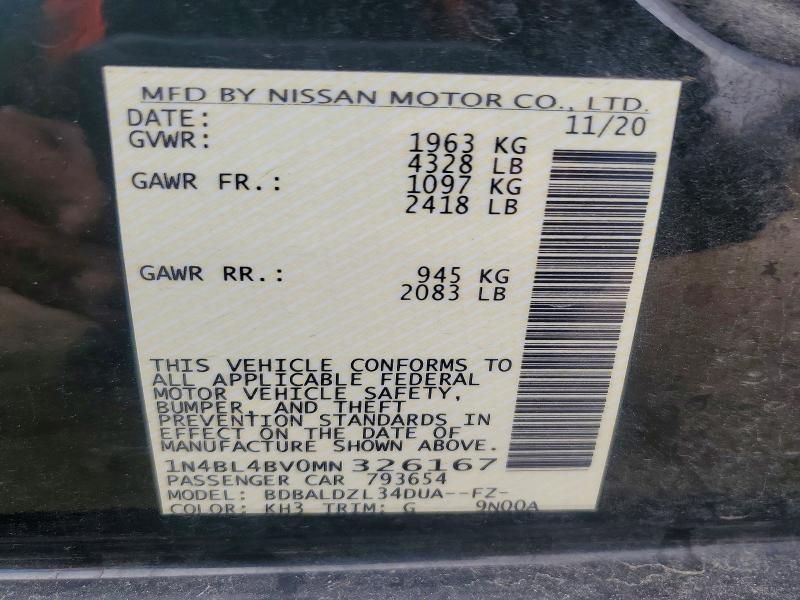 MFD BY NISSAN MOTOR CO., LTD.
DATE: 11/20
GVWR: 1963 KG
4328 LB
GAWR FR.: 1097 KG
2418 LB
GAWR RR.: 945 KG
2083 LB
THIS VEHICLE CONFORMS TO
ALL APPLICABLE FEDERAL
MOTOR VEHICLE SAFETY,
BUMPER, AND THEFT
PREVENTION STANDARDS IN
EFFECT ON THE DATE OF
MANUFACTURE SHOWN ABOVE.
1N4BL4BV0MN326167
PASSENGER CAR 793654
MODEL: BDBALDZL34DUA--FZ-
COLOR: KH3 TRIM: G 9N00A